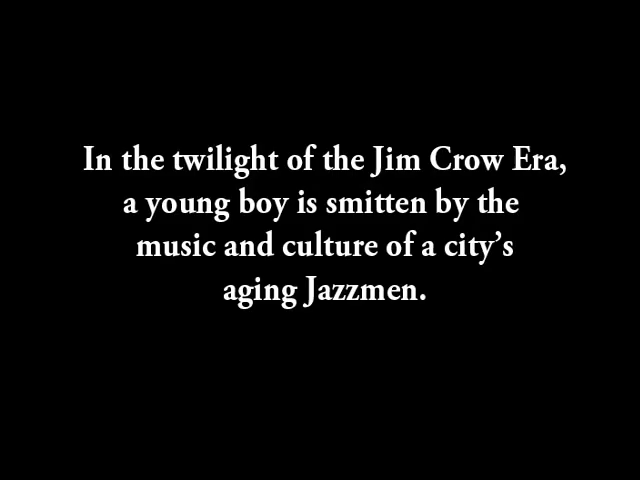 In the twilight of the Jim Crow Era,
a young boy is smitten by the
music and culture of a city’s
aging Jazzmen.